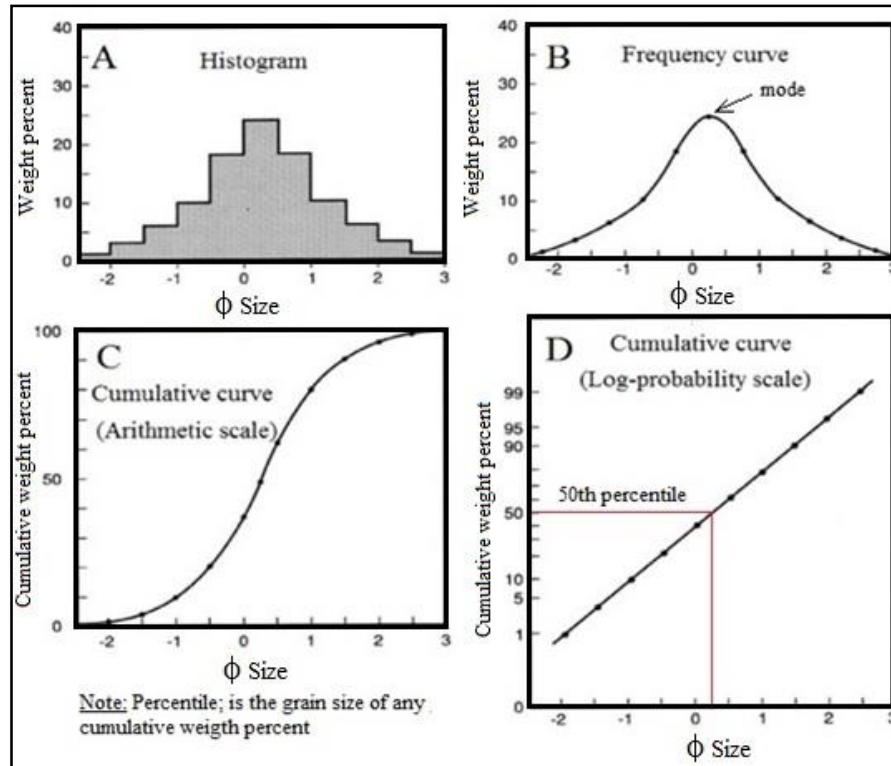 A
Histogram
Weight percent
40
30
20
10
0
-2
-1
0
1
2
3
ϕ Size
B
Frequency curve
mode
Weight percent
40
30
20
10
0
-2
-1
0
1
2
3
ϕ Size
C
Cumulative curve
(Arithmetic scale)
Cumulative weight percent
100
50
0
-2
-1
0
1
2
3
ϕ Size
D
Cumulative curve
(Log-probability scale)
50th percentile
Cumulative weight percent
99
95
90
50
10
5
1
0
-2
-1
0
1
2
3
ϕ Size
Note: Percentile; is the grain size of any
cumulative weigth percent